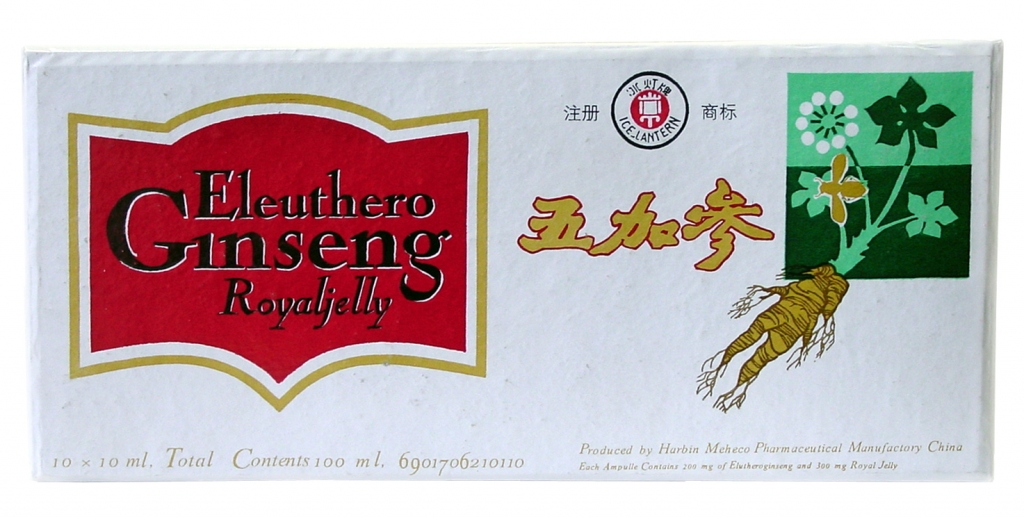 注册
冰灯牌
ICE-LANTERN
商标
Eleuthero
Ginseng
Royaljelly
五加参
10 × 10 ml, Total Contents 100 ml, 6901706210110
Produced by Harbin Meheco Pharmaceutical Manufactory China
Each Ampulle Contains 200 mg of Elutheroginseng and 300 mg Royal Jelly